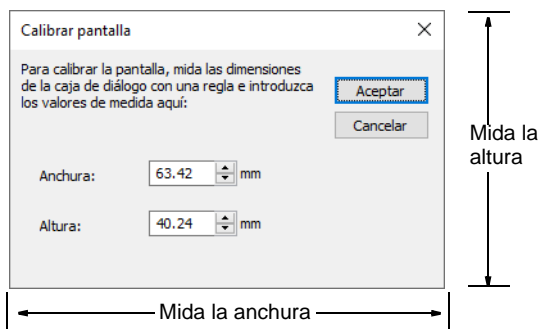 Calibrar pantalla
Para calibrar la pantalla, mida las dimensiones
de la caja de diálogo con una regla e introduzca
los valores de medida aquí:
Aceptar
Cancelar
Anchura: 63.42 mm
Altura: 40.24 mm
Mida la
altura
Mida la anchura